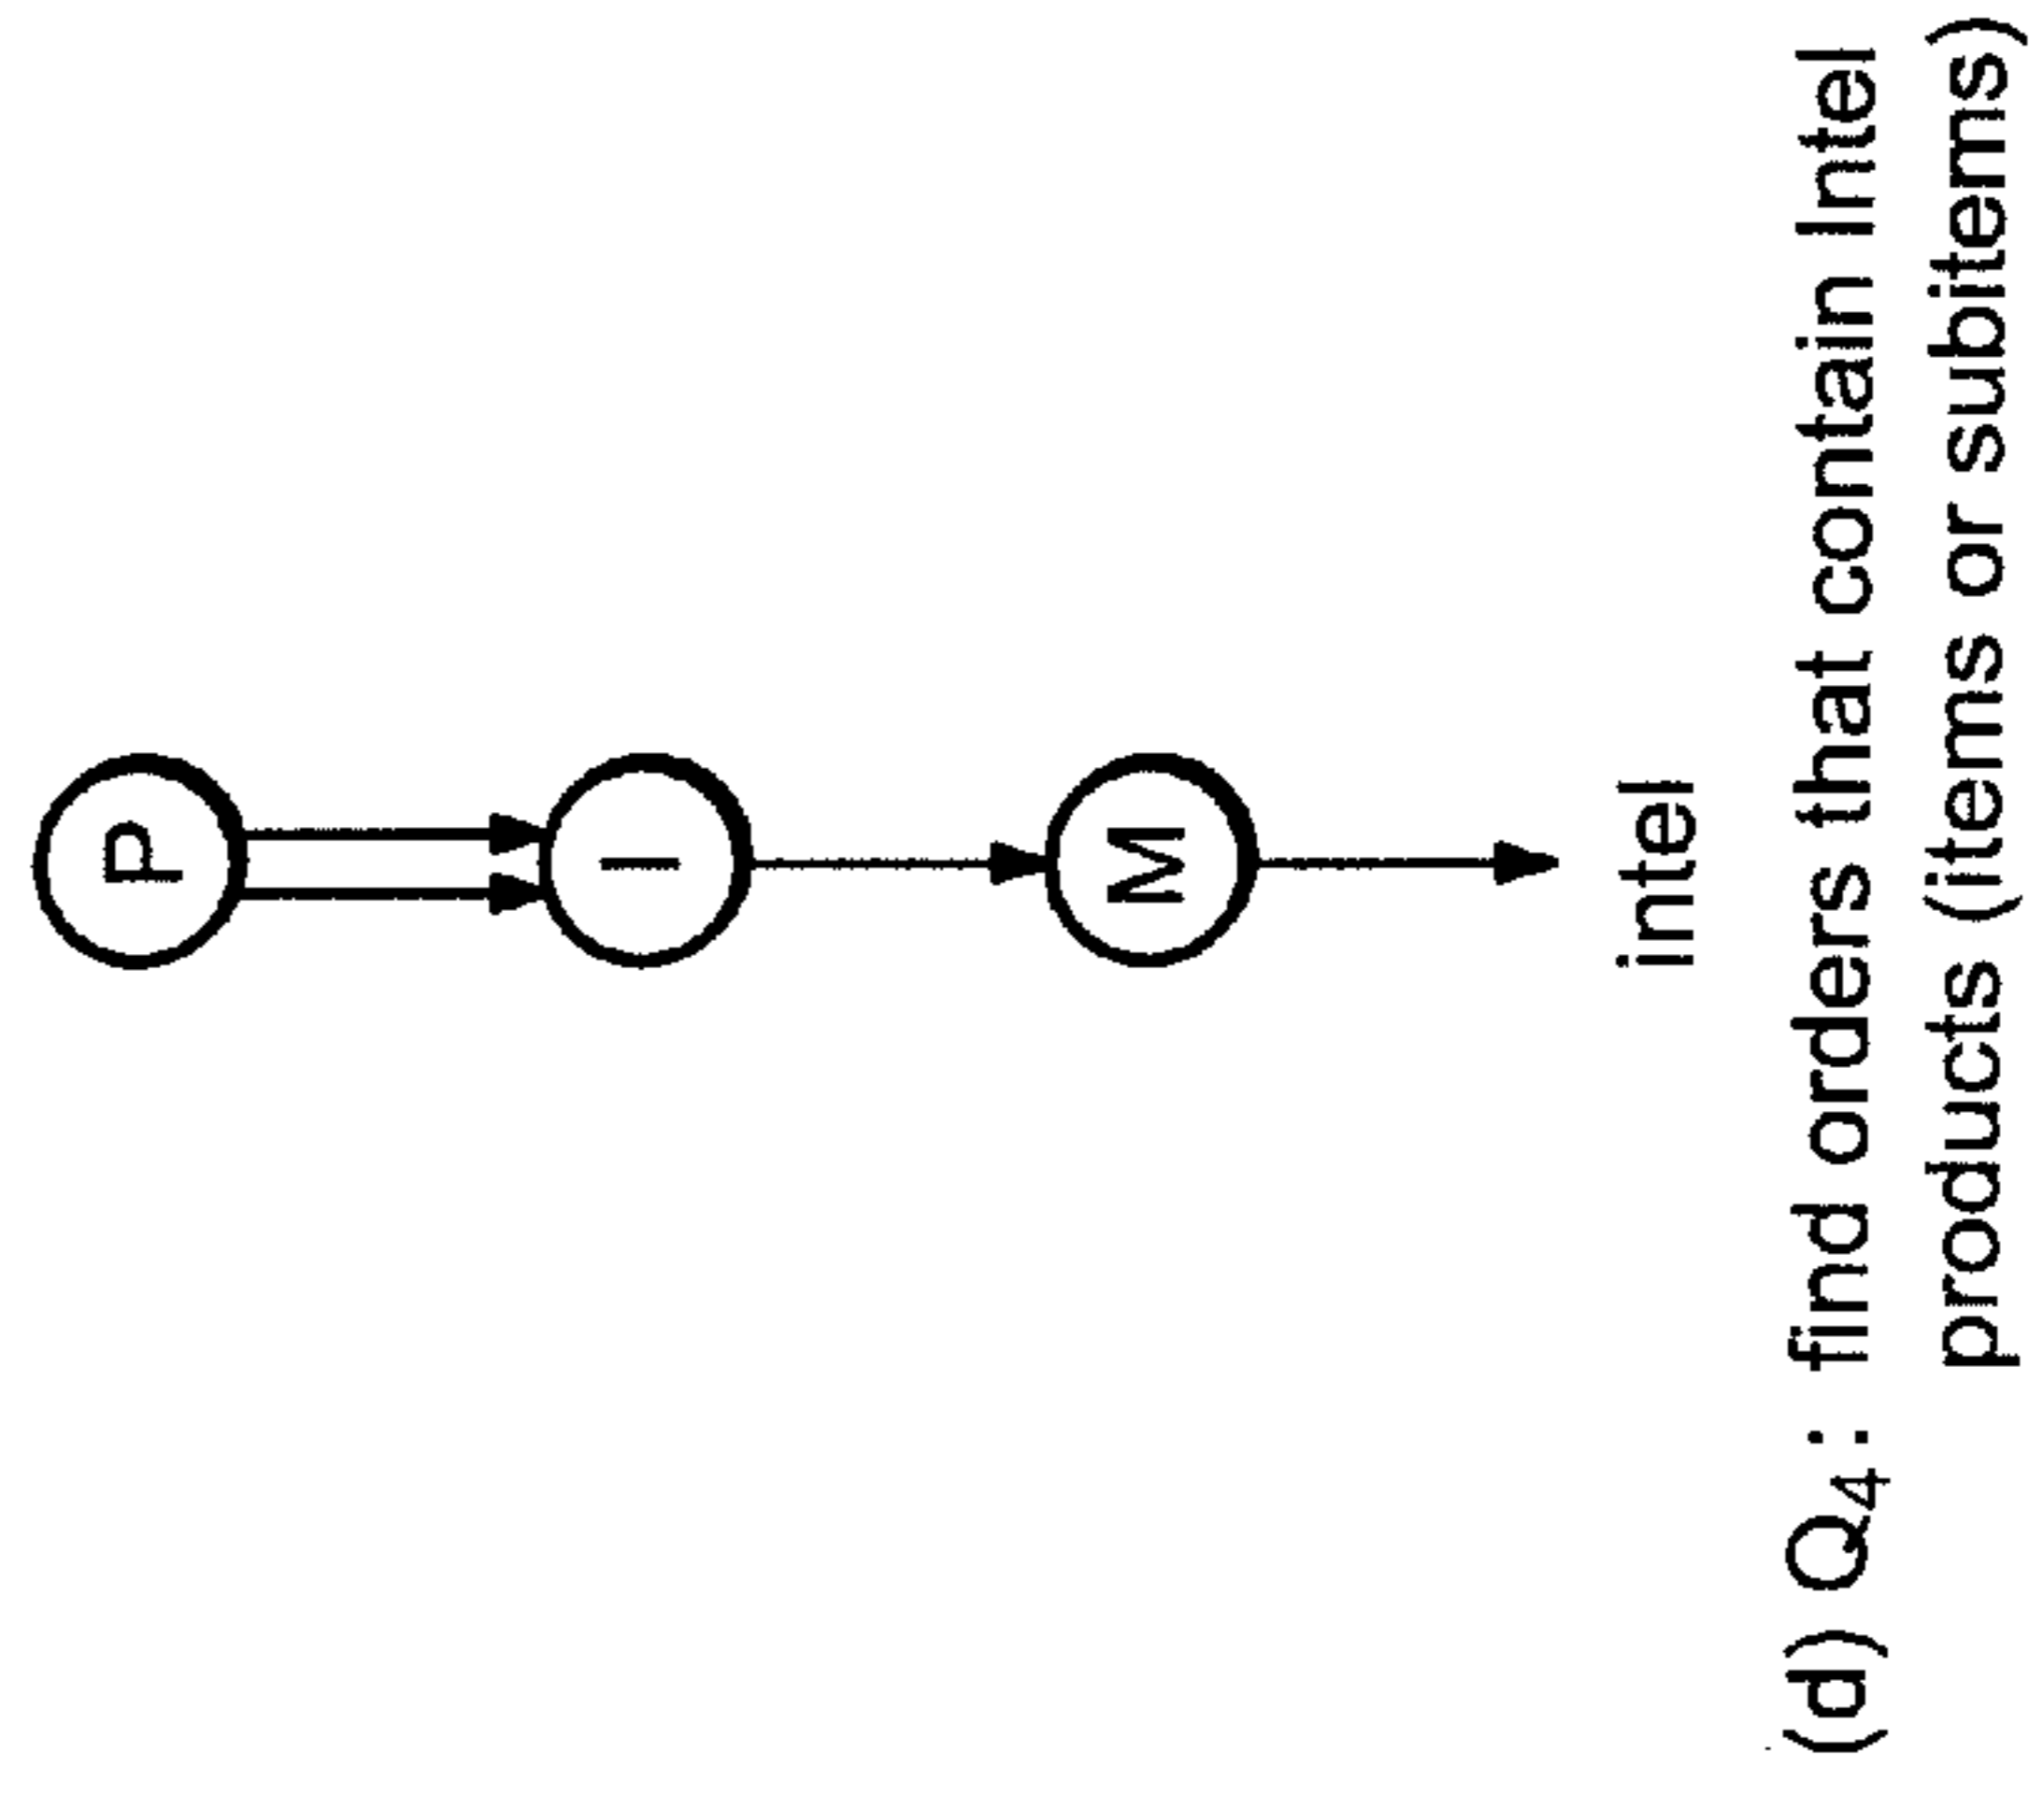 P
I
M
intel
(d) Q₄: find orders that contain Intel
products (items or subitems)